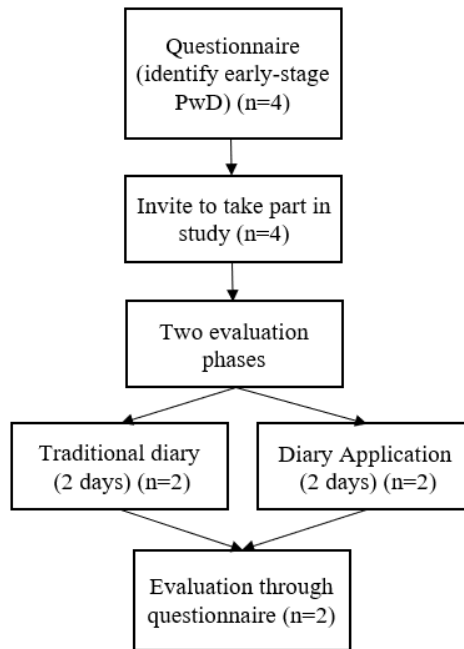 Questionnaire
(identify early-stage
PwD) (n=4)
Invite to take part in
study (n=4)
Two evaluation
phases
Traditional diary
(2 days) (n=2)
Diary Application
(2 days) (n=2)
Evaluation through
questionnaire (n=2)